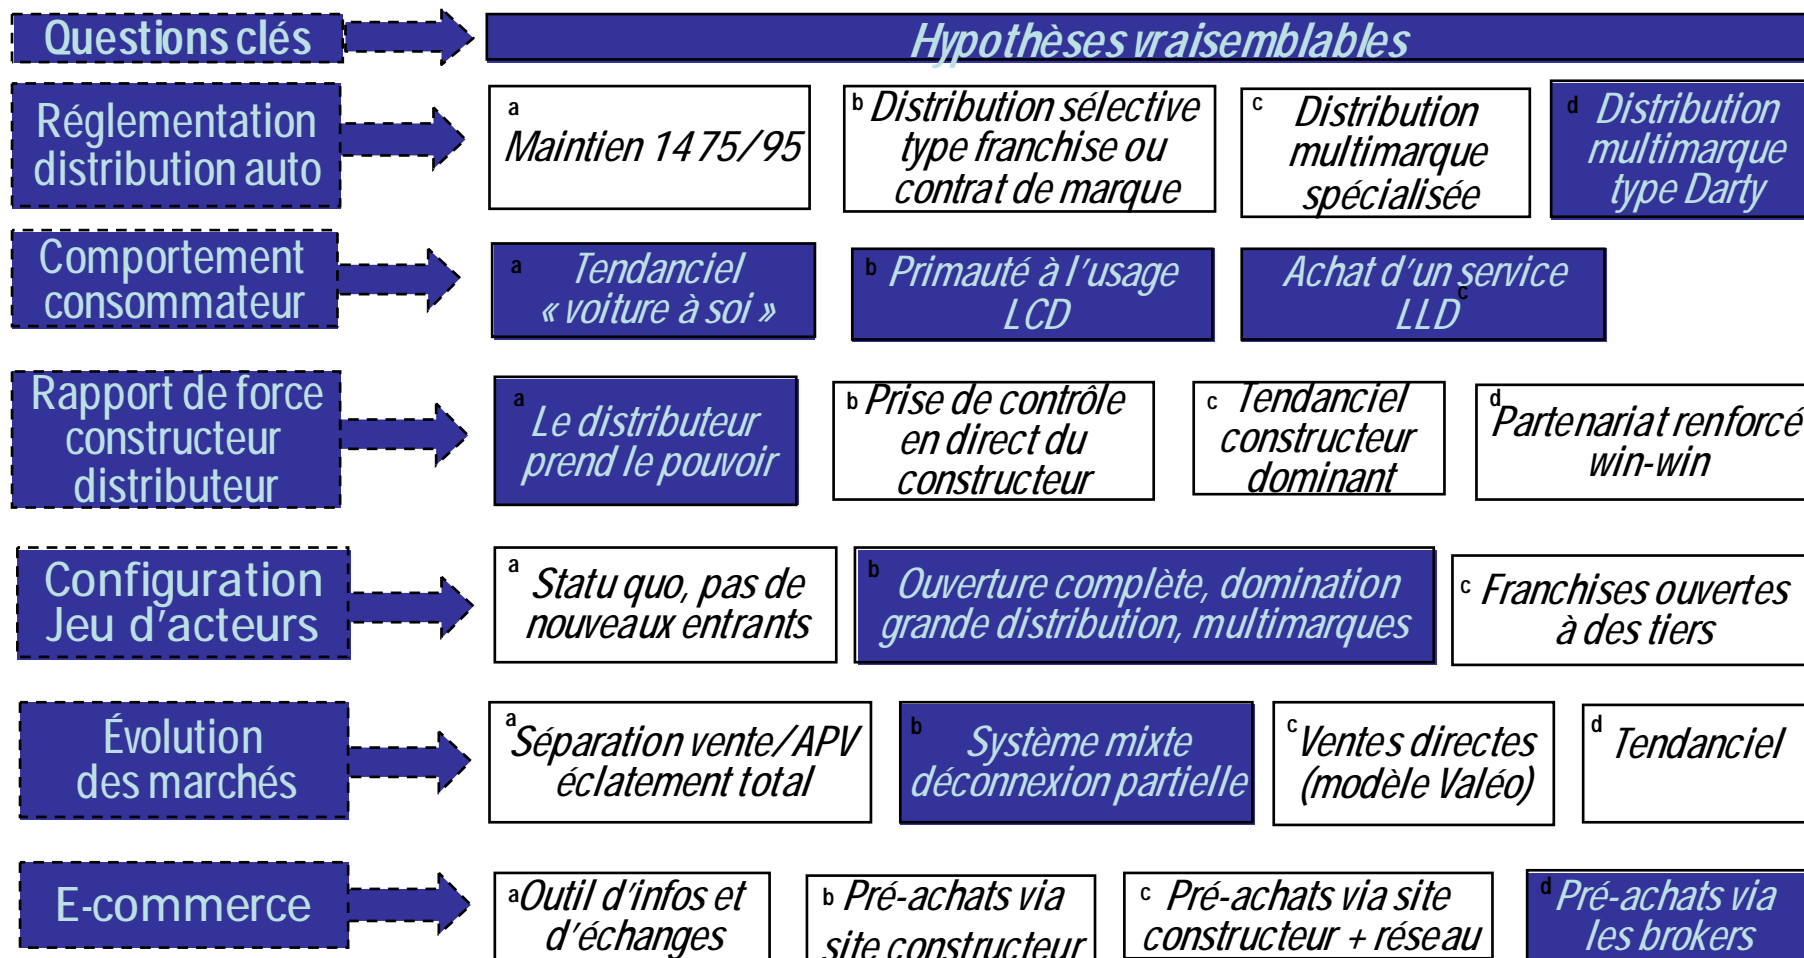 Questions clés
Hypothèses vraisemblables
Réglementation
distribution auto
a
Maintien 1475/95
b Distribution sélective
type franchise ou
contrat de marque
c Distribution
multimarque
spécialisée
d Distribution
multimarque
type Darty
Comportement
consommateur
a Tendanciel
« voiture à soi »
b Primauté à l'usage
LCD
Achat d'un service
LLD c
Rapport de force
constructeur
distributeur
a Le distributeur
prend le pouvoir
b Prise de contrôle
en direct du
constructeur
c Tendanciel
constructeur
dominant
d Partenariat renforcé
win-win
Configuration
Jeu d'acteurs
a Statu quo, pas de
nouveaux entrants
b Ouverture complète, domination
grande distribution, multimarques
c Franchises ouvertes
à des tiers
Évolution
des marchés
a Séparation vente/APV
éclatement total
b Système mixte
déconnexion partielle
c Ventes directes
(modèle Valéo)
d Tendanciel
E-commerce
a Outil d'infos et
d'échanges
b Pré-achats via
site constructeur
c Pré-achats via site
constructeur + réseau
d Pré-achats via
les brokers